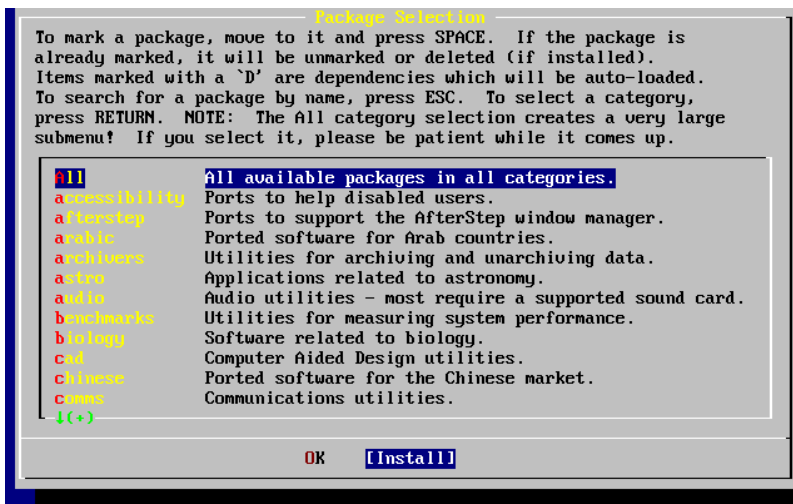 Package Selection
To mark a package, move to it and press SPACE.  If the package is
already marked, it will be unmarked or deleted (if installed).
Items marked with a `D' are dependencies which will be auto-loaded.
To search for a package by name, press ESC.  To select a category,
press RETURN.  NOTE:  The All category selection creates a very large
submenu!  If you select it, please be patient while it comes up.
All All available packages in all categories.
accessibility Ports to help disabled users.
afterstep Ports to support the AfterStep window manager.
arabic Ported software for Arab countries.
archivers Utilities for archiving and unarchiving data.
astro Applications related to astronomy.
audio Audio utilities - most require a supported sound card.
benchmarks Utilities for measuring system performance.
biology Software related to biology.
cad Computer Aided Design utilities.
chinese Ported software for the Chinese market.
comms Communications utilities.
↓(+)
OK [Install]